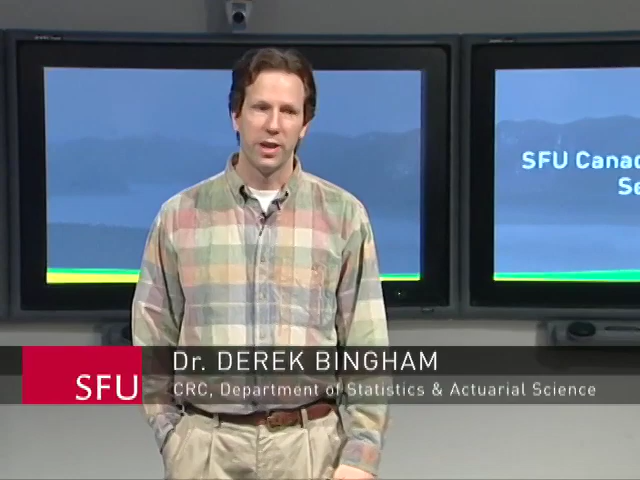 SFU Canad
Se
Dr. DEREK BINGHAM
SFU
CRC, Department of Statistics & Actuarial Science